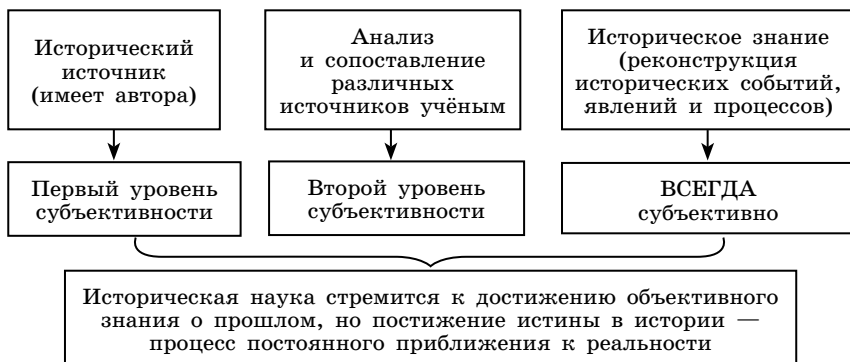 Исторический
источник
(имеет автора)
Анализ
и сопоставление
различных
источников учёным
Историческое знание
(реконструкция
исторических событий,
явлений и процессов)
Первый уровень
субъективности
Второй уровень
субъективности
ВСЕГДА
субъективно
Историческая наука стремится к достижению объективного
знания о прошлом, но постижение истины в истории —
процесс постоянного приближения к реальности